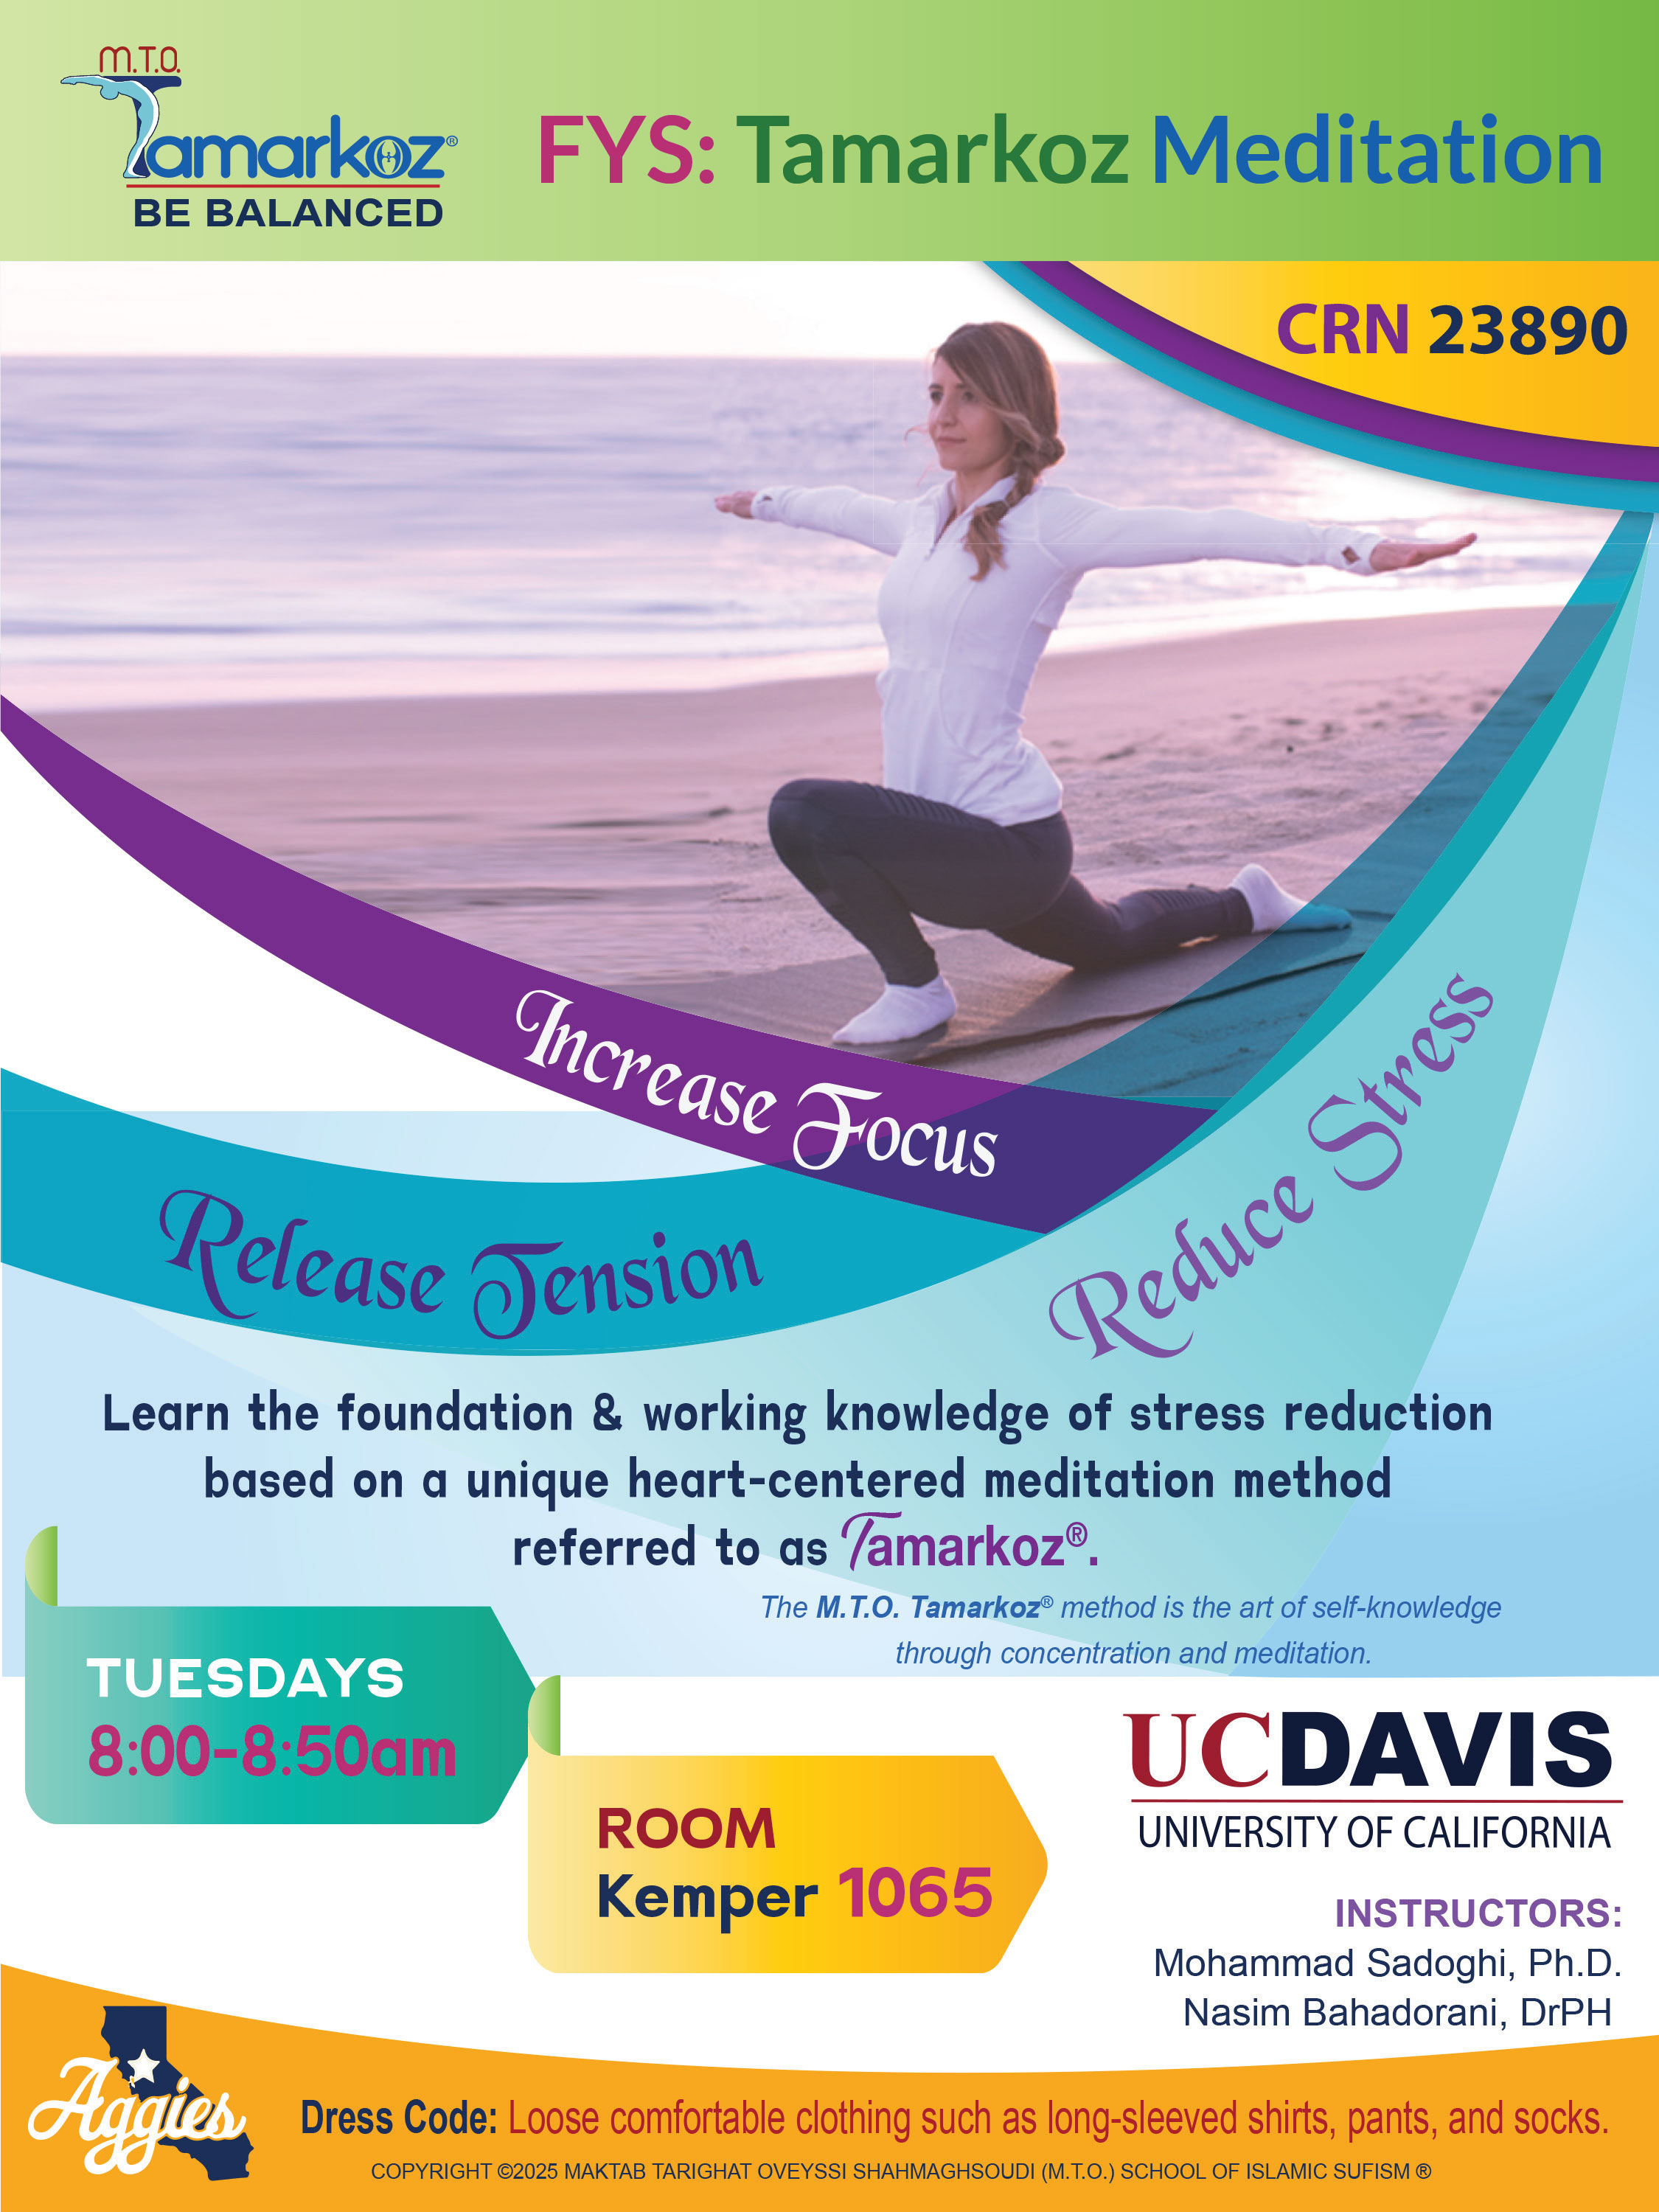 M.T.O.
Tamarkoz®
BE BALANCED
FYS: Tamarkoz Meditation
CRN 23890
Increase Focus
Release Tension
Reduce Stress
Learn the foundation & working knowledge of stress reduction
based on a unique heart-centered meditation method
referred to as Tamarkoz®.
The M.T.O. Tamarkoz® method is the art of self-knowledge
through concentration and meditation.
TUESDAYS
8:00-8:50am
ROOM
Kemper 1065
UCDAVIS
UNIVERSITY OF CALIFORNIA
INSTRUCTORS:
Mohammad Sadoghi, Ph.D.
Nasim Bahadorani, DrPH
Aggies
Dress Code: Loose comfortable clothing such as long-sleeved shirts, pants, and socks.
COPYRIGHT ©2025 MAKTAB TARIGHAT OVEYSSI SHAHMAGHSOUDI (M.T.O.) SCHOOL OF ISLAMIC SUFISM ®